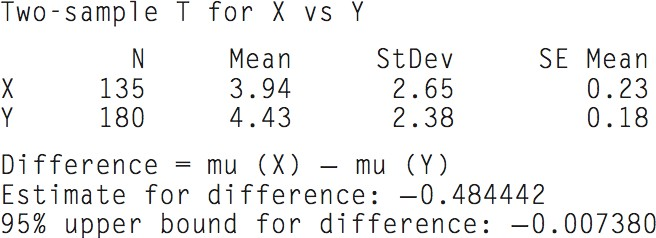 Two-sample T for X vs Y
N Mean StDev SE Mean
X 135 3.94 2.65 0.23
Y 180 4.43 2.38 0.18
Difference = mu (X) – mu (Y)
Estimate for difference: –0.484442
95% upper bound for difference: –0.007380